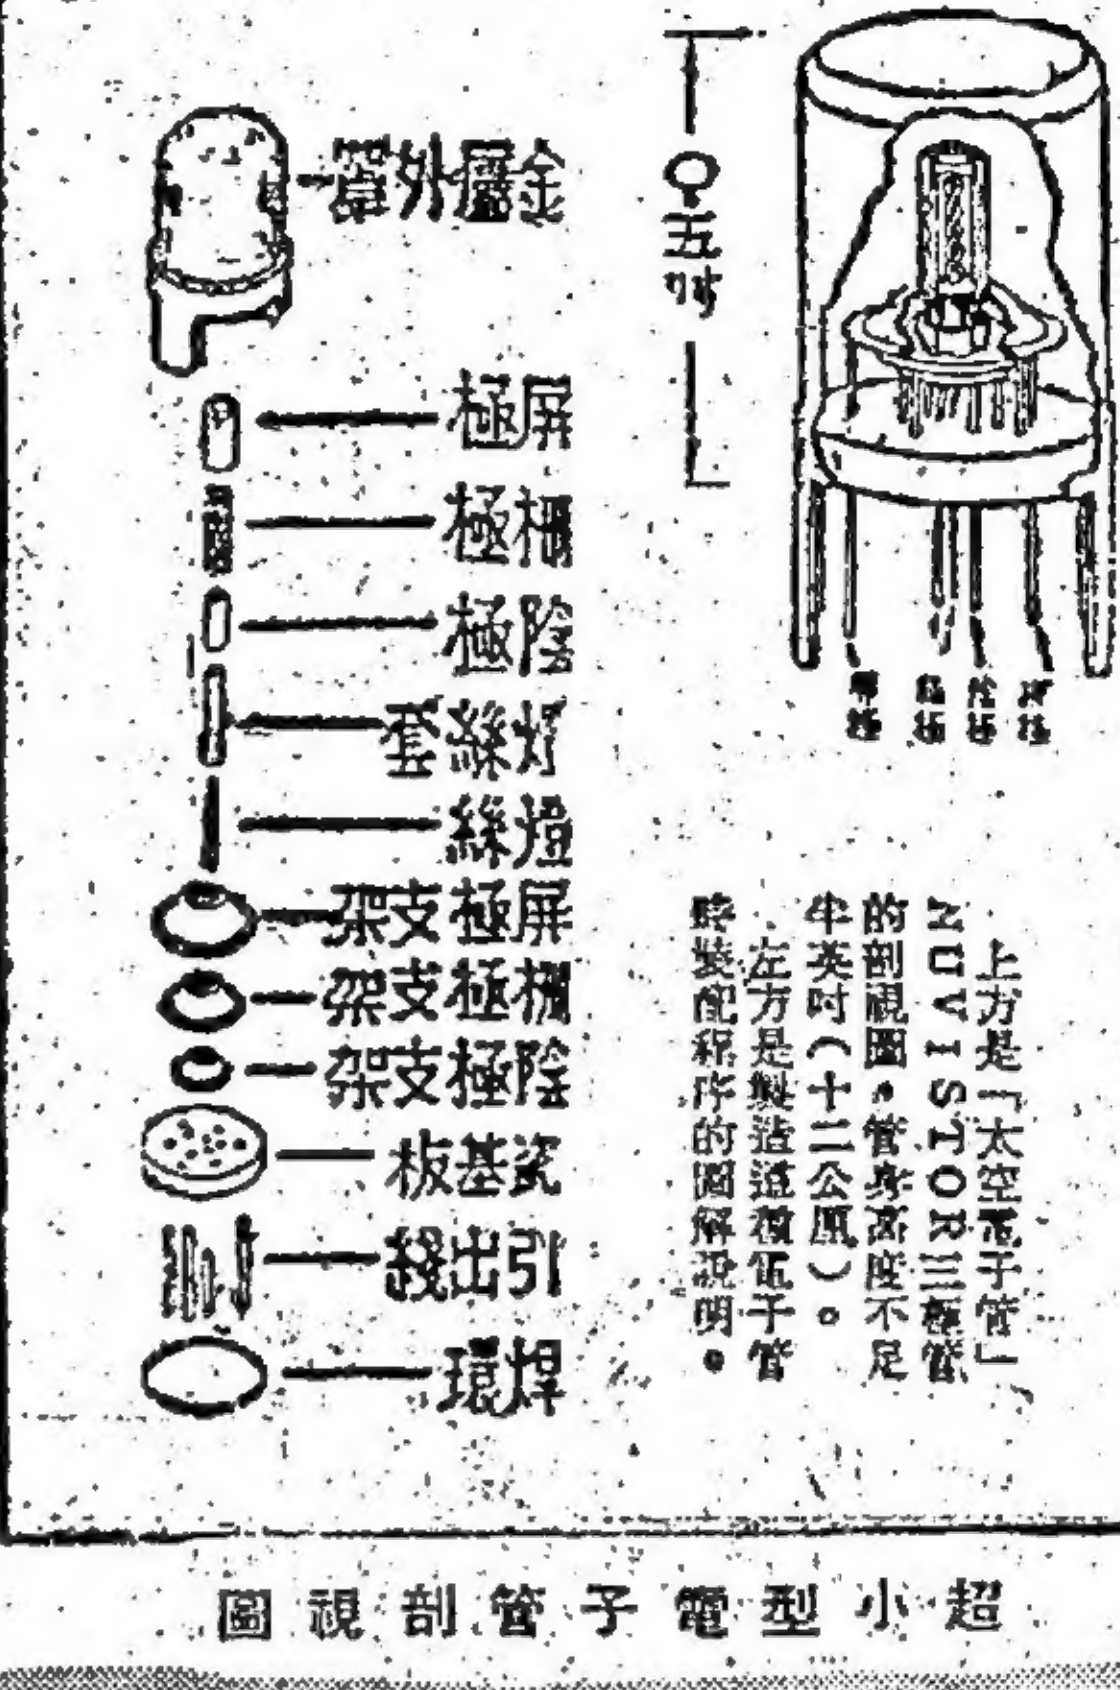 金屬外罩
屏極
柵極
陰極
灯絲套
燈絲
屏極支架
柵極支架
陰極支架
瓷基板
引出綫
焊環
〇五吋
上方是「太空電子管」
NUVISTOR三極管
的剖視圖。管身高度不足
半英吋（十二公厘）。
左方是製造這種電子管
時裝配程序的圖解說明。
超小型電子管剖視圖